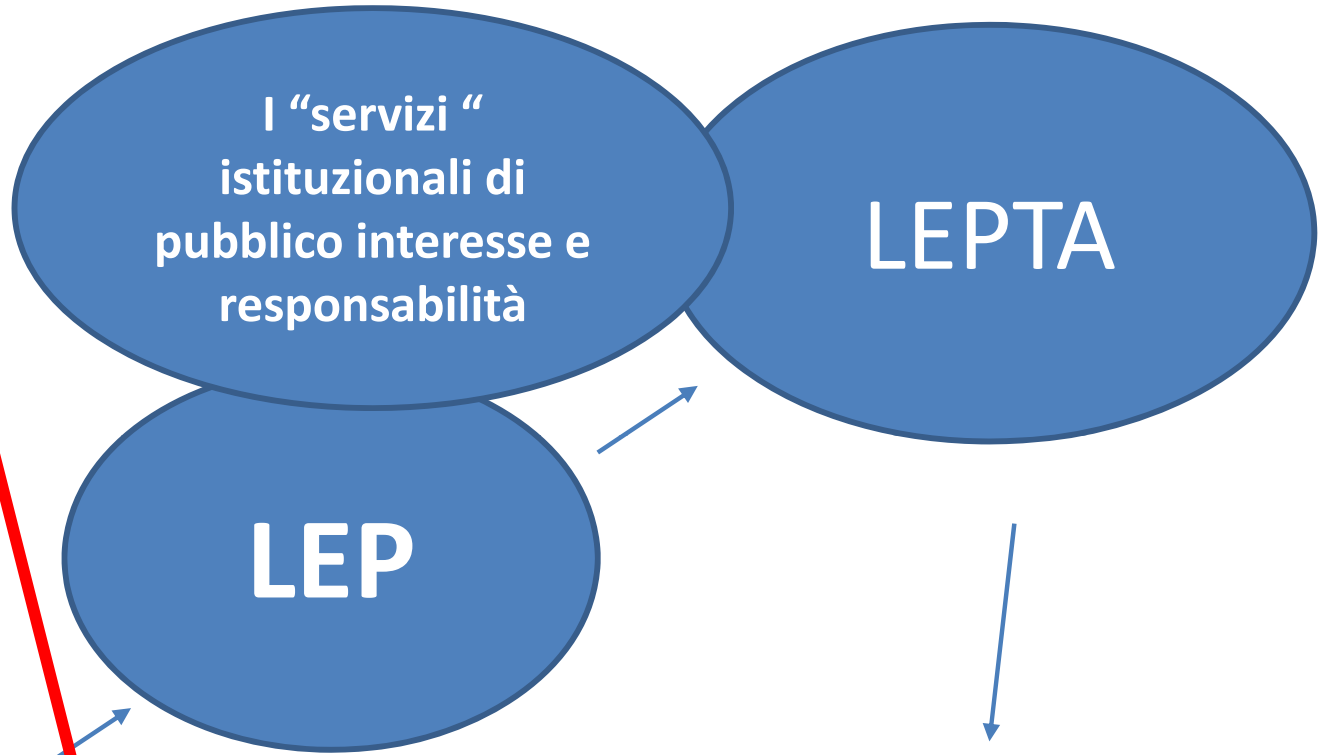 I “servizi “
istituzionali di
pubblico interesse e
responsabilità
LEPTA
LEP